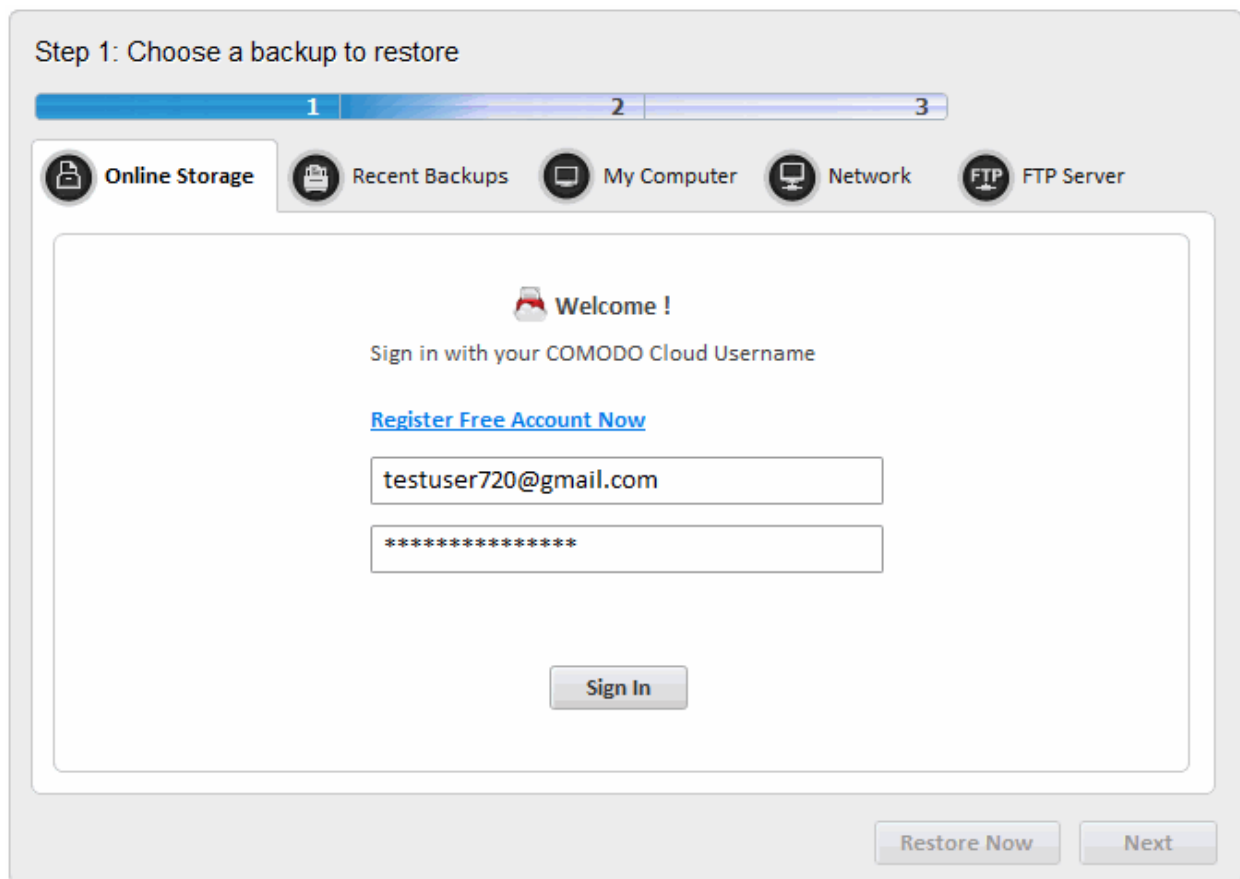 Step 1: Choose a backup to restore
1 2 3
Online Storage Recent Backups My Computer Network FTP FTP Server
Welcome !
Sign in with your COMODO Cloud Username
Register Free Account Now
testuser720@gmail.com
***************
Sign In
Restore Now Next